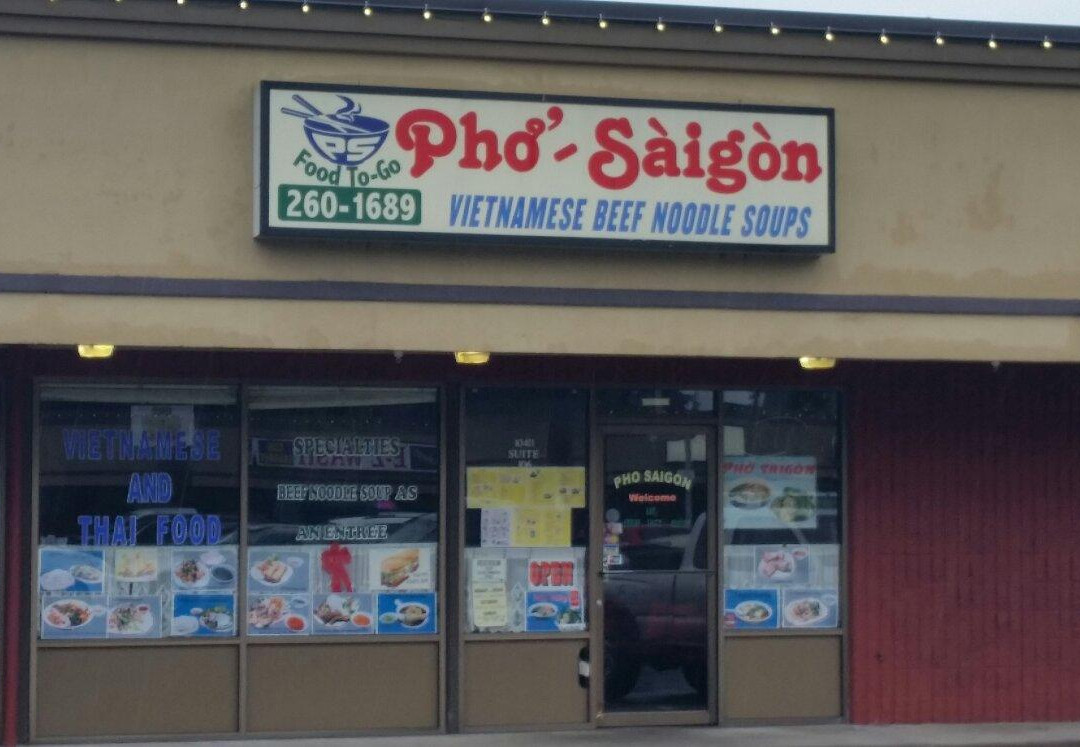 PS
Food To-Go
260-1689
Phở - Sàigòn
VIETNAMESE BEEF NOODLE SOUPS
VIETNAMESE
AND
THAI FOOD
SPECIALTIES
BEEF NOODLE SOUP AS
AN ENTREE
SUITE
OPEN
PHO SAIGON
Welcome
PHỞ SAIGON